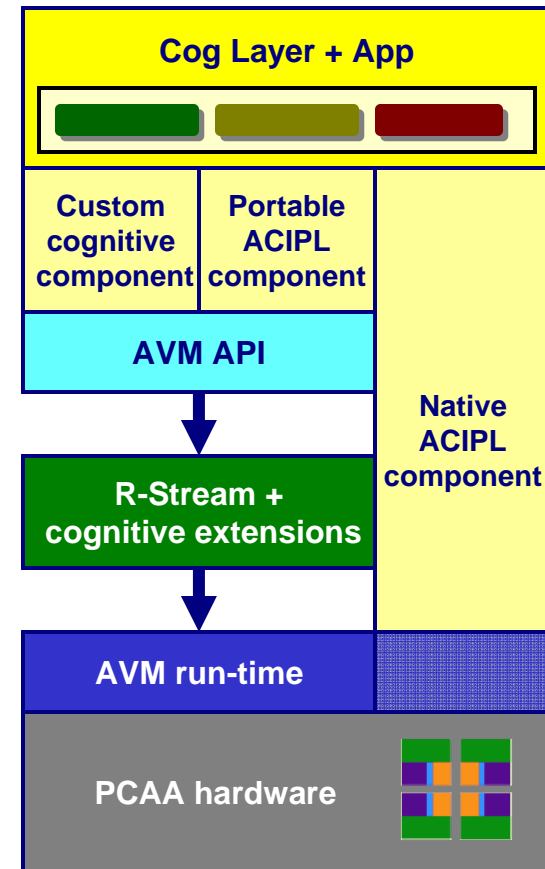 Cog Layer + App
Custom
cognitive
component
Portable
ACIPL
component
AVM API
Native
ACIPL
component
R-Stream +
cognitive extensions
AVM run-time
PCAA hardware